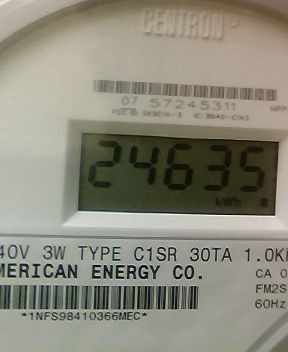 CENTRON
07 57245311
24635
kWh
40V 3W TYPE C1SR 30TA 1.0K
MERICAN ENERGY CO.
CA 0
FM2S
60Hz
*1NFS98410366MEC*